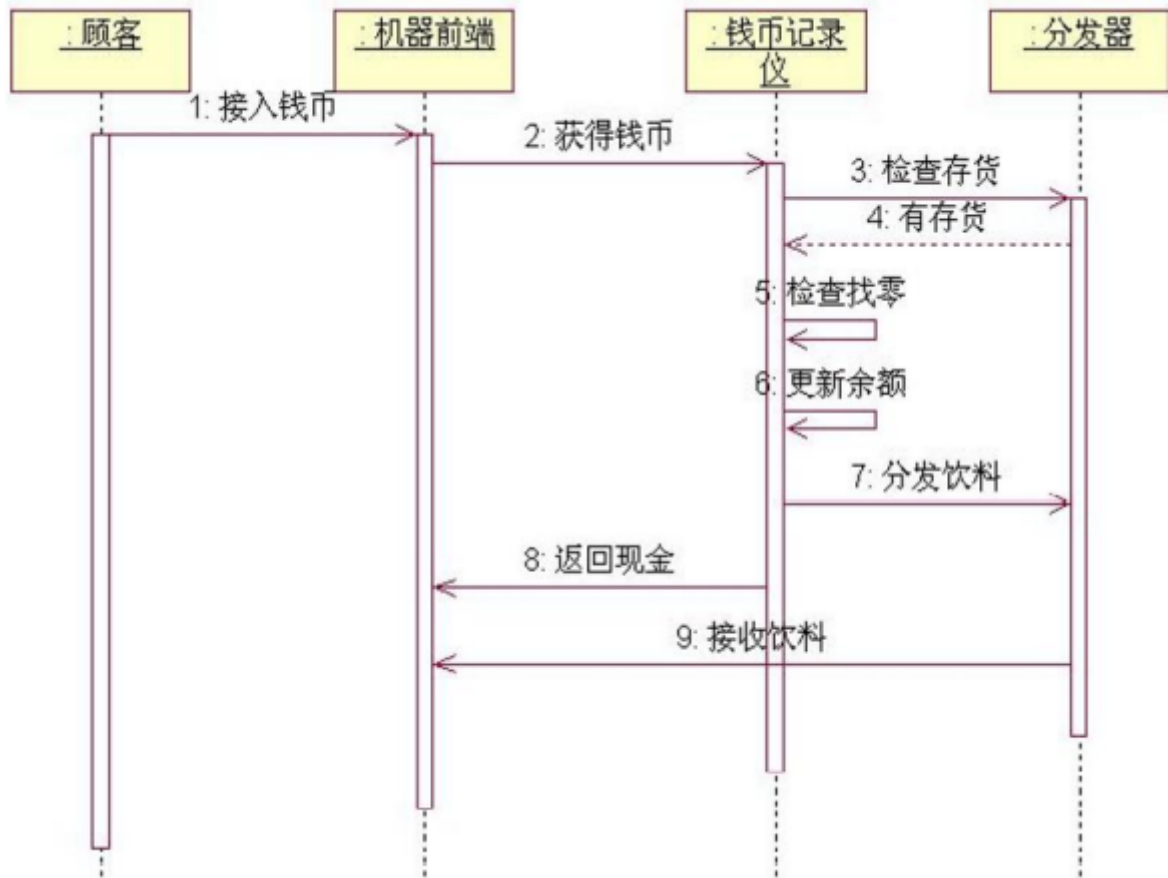 : 顾客
: 机器前端
: 钱币记录
仪
: 分发器
1: 接入钱币
2: 获得钱币
3: 检查存货
4: 有存货
5: 检查找零
6: 更新余额
7: 分发饮料
8: 返回现金
9: 接收饮料